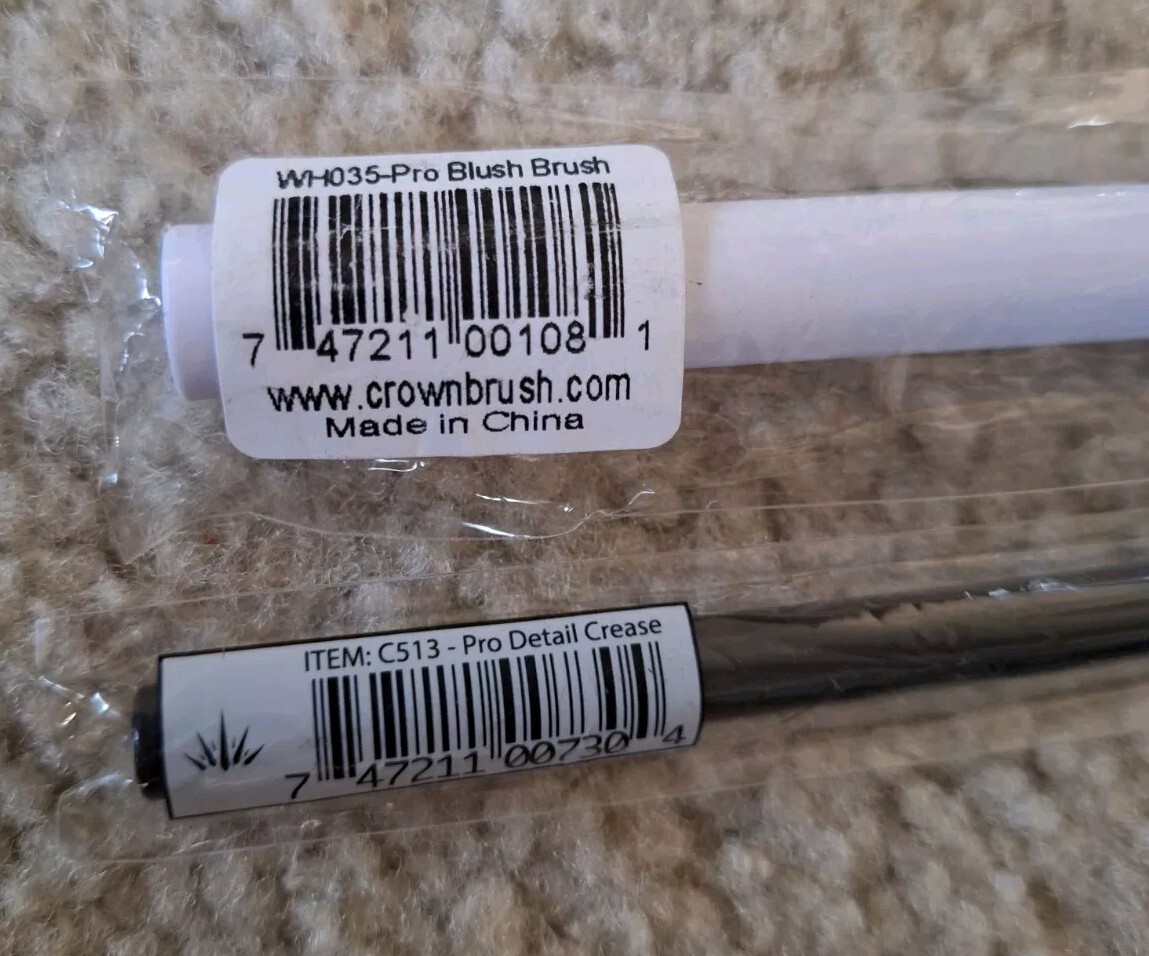 WH035-Pro Blush Brush
7 47211 00108 1
www.crownbrush.com
Made in China
ITEM: C513 - Pro Detail Crease
7 47211 00730 4